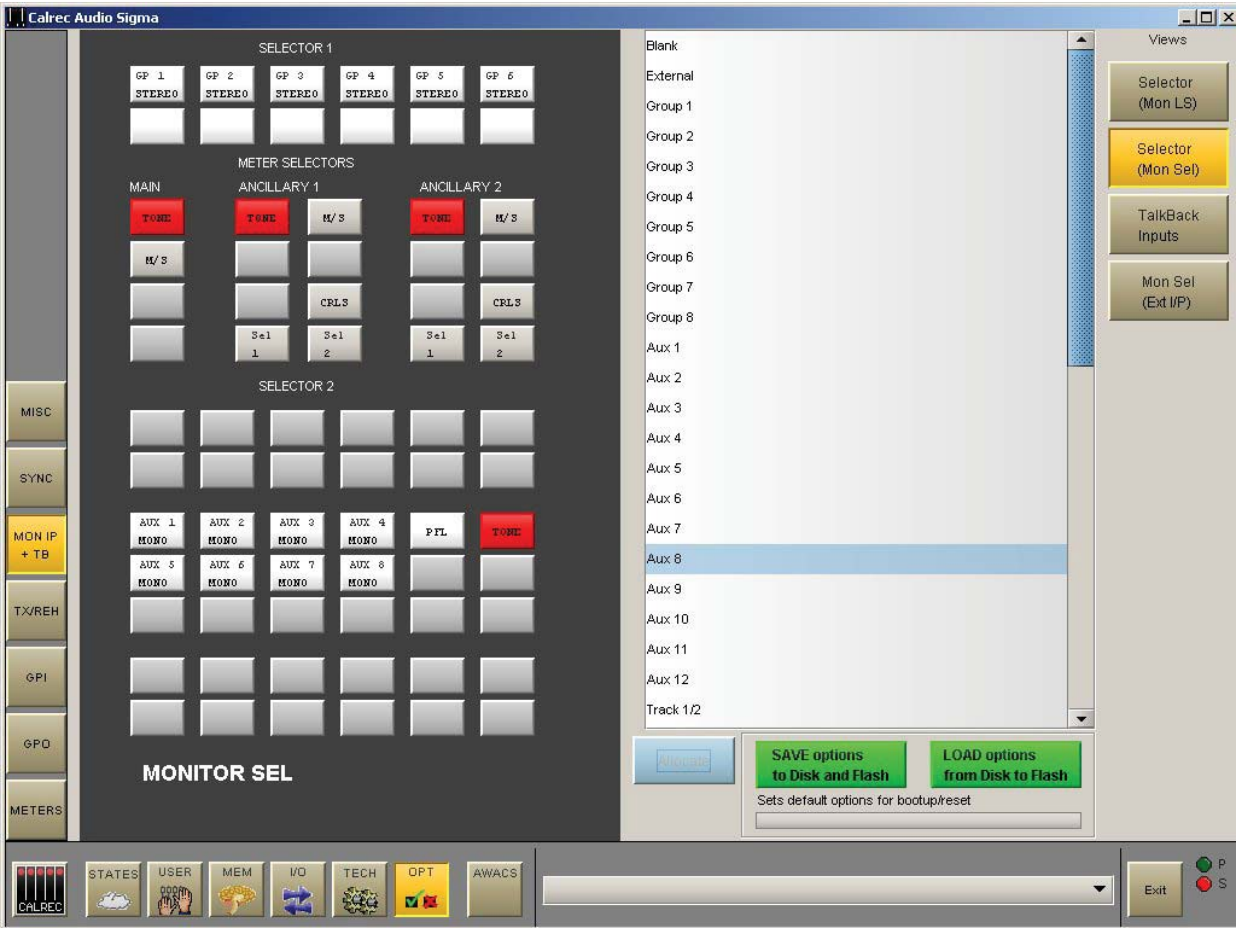 Calrec Audio Sigma
SELECTOR 1
GP 1 STEREO
GP 2 STEREO
GP 3 STEREO
GP 4 STEREO
GP 5 STEREO
GP 6 STEREO
METER SELECTORS
MAIN
ANCILLARY 1
ANCILLARY 2
TONE
TONE
M/S
TONE
M/S
M/S
CRLS
CRLS
Sel 1
Sel 2
Sel 1
Sel 2
SELECTOR 2
AUX 1 MONO
AUX 2 MONO
AUX 3 MONO
AUX 4 MONO
PFL
TONE
AUX 5 MONO
AUX 6 MONO
AUX 7 MONO
AUX 8 MONO
MONITOR SEL
MISC
SYNC
MON IP + TB
TX/REH
GPI
GPO
METERS
Blank
External
Group 1
Group 2
Group 3
Group 4
Group 5
Group 6
Group 7
Group 8
Aux 1
Aux 2
Aux 3
Aux 4
Aux 5
Aux 6
Aux 7
Aux 8
Aux 9
Aux 10
Aux 11
Aux 12
Track 1/2
Allocate
SAVE options
to Disk and Flash
LOAD options
from Disk to Flash
Sets default options for bootup/reset
Views
Selector
(Mon LS)
Selector
(Mon Sel)
TalkBack
Inputs
Mon Sel
(Ext I/P)
CALREC
STATES
USER
MEM
I/O
TECH
OPT
AWACS
Exit
P
S